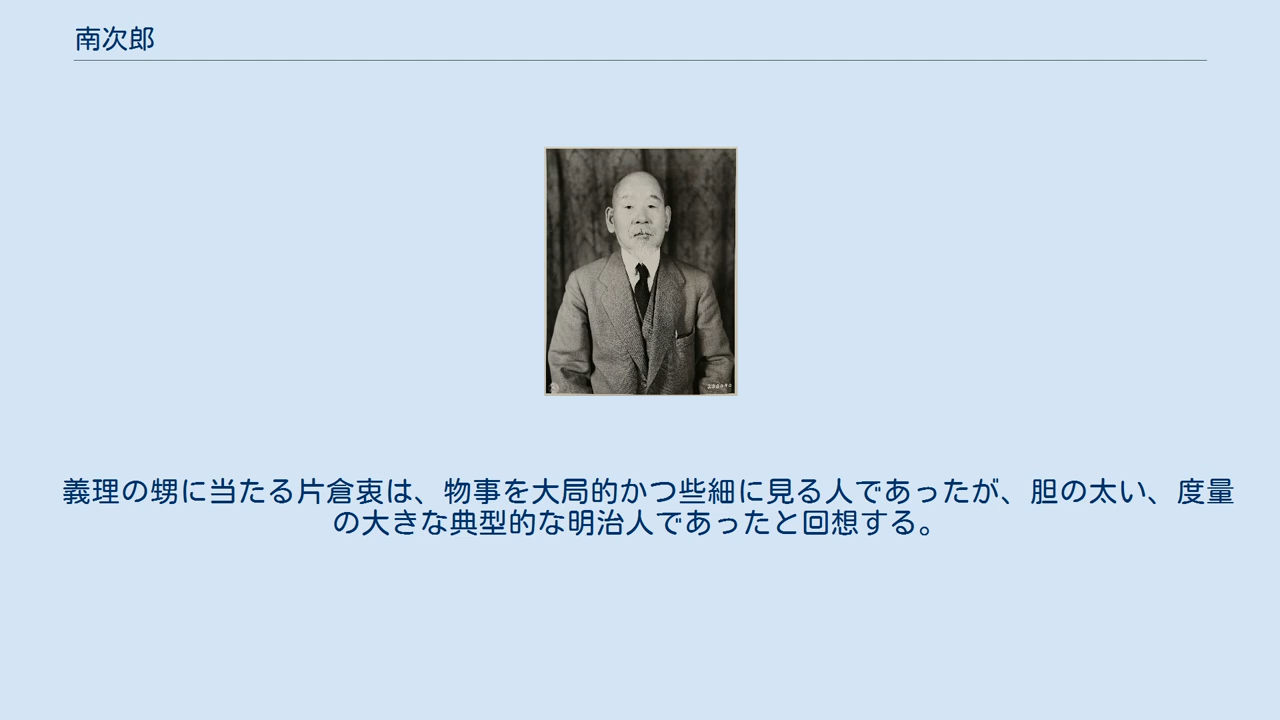 南次郎
義理の甥に当たる片倉衷は、物事を大局的かつ些細に見る人であったが、胆の太い、度量
の大きな典型的な明治人であったと回想する。